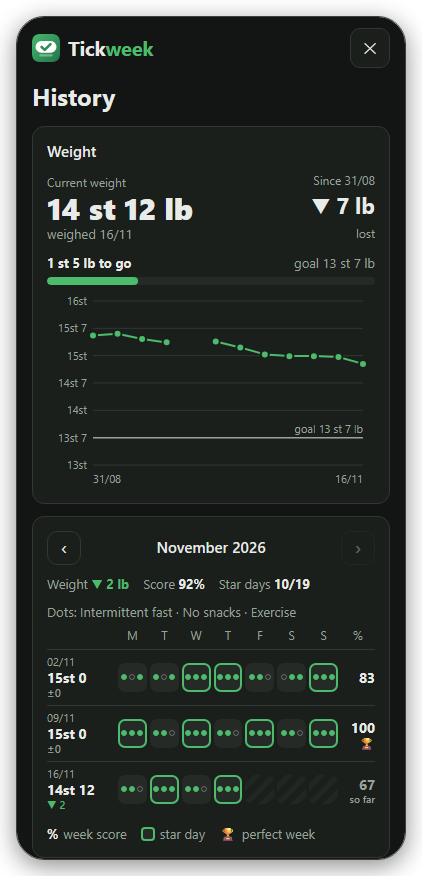 Tickweek
History
Weight
Current weight Since 31/08
14 st 12 lb ▼ 7 lb
weighed 16/11 lost
1 st 5 lb to go goal 13 st 7 lb
16st
15st 7
15st
14st 7
14st
goal 13 st 7 lb
13st 7
13st
31/08 16/11
‹ November 2026 ›
Weight ▼ 2 lb Score 92% Star days 10/19
Dots: Intermittent fast · No snacks · Exercise
M T W T F S S %
02/11
15st 0 83
±0
09/11
15st 0 100
±0
16/11
14st 12 67
▼ 2 so far
% week score star day perfect week